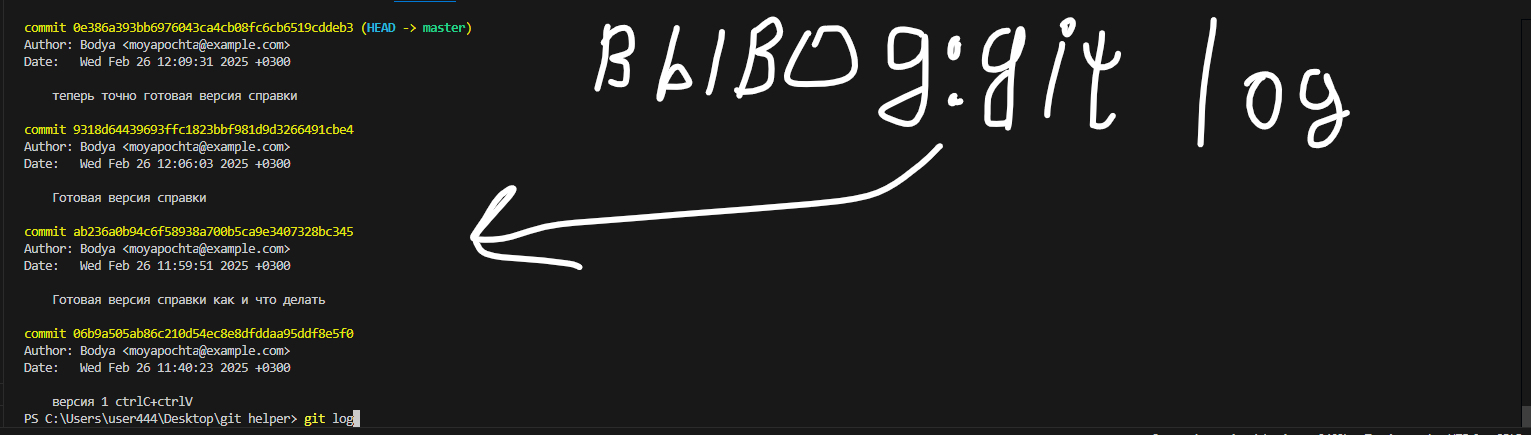 commit 0e386a393bb6976043ca4cb08fc6cb6519cddeb3 (HEAD -> master)
Author: Bodya <moyapochta@example.com>
Date:   Wed Feb 26 12:09:31 2025 +0300
теперь точно готовая версия справки
commit 9318d64439693ffc1823bbf981d9d3266491cbe4
Author: Bodya <moyapochta@example.com>
Date:   Wed Feb 26 12:06:03 2025 +0300
Готовая версия справки
commit ab236a0b94c6f58938a700b5ca9e3407328bc345
Author: Bodya <moyapochta@example.com>
Date:   Wed Feb 26 11:59:51 2025 +0300
Готовая версия справки как и что делать
commit 06b9a505ab86c210d54ec8e8dfddaa95ddf8e5f0
Author: Bodya <moyapochta@example.com>
Date:   Wed Feb 26 11:40:23 2025 +0300
версия 1 ctrlC+ctrlV
PS C:\Users\user444\Desktop\git helper> git log
Вывод:git log